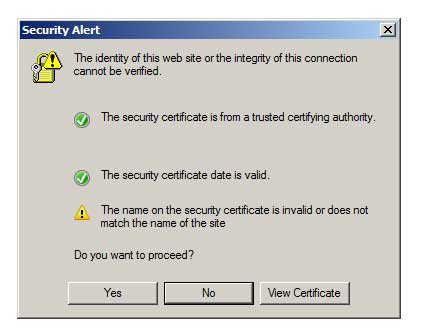 Security Alert
The identity of this web site or the integrity of this connection
cannot be verified.
The security certificate is from a trusted certifying authority.
The security certificate date is valid.
The name on the security certificate is invalid or does not
match the name of the site
Do you want to proceed?
Yes
No
View Certificate